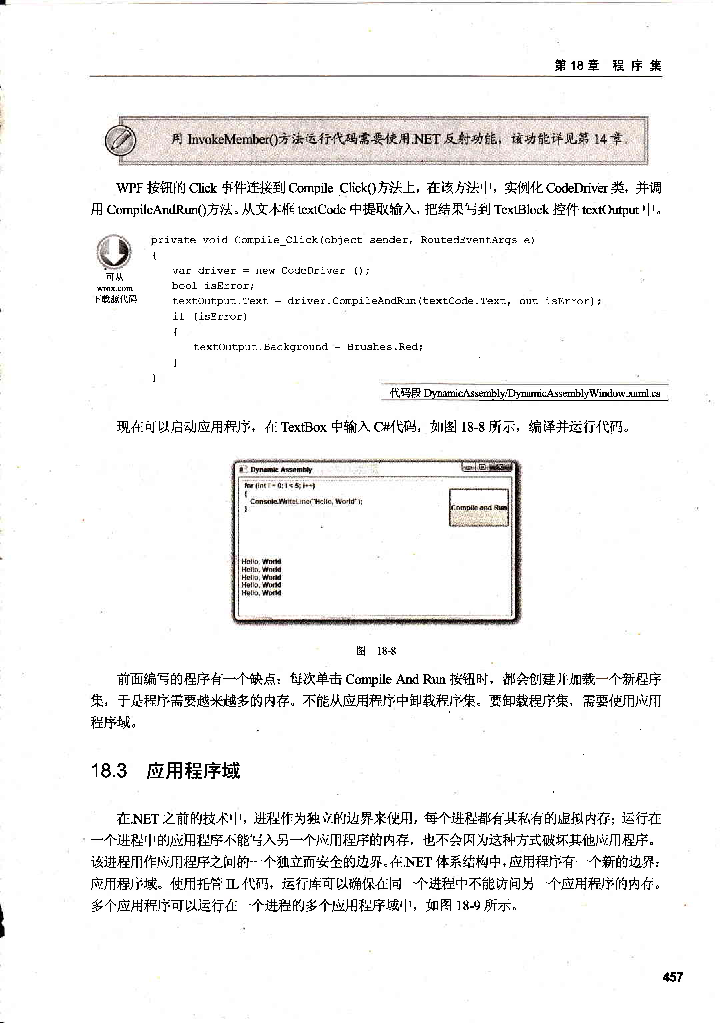 第 18 章 程 序 集
用 InvokeMember()方法运行代码需要使用.NET 反射功能，该功能详见第 14 章。
WPF 按钮的 Click 事件连接到 Compile_Click()方法上，在该方法中，实例化 CodeDriver 类，并调
用 CompileAndRun()方法。从文本框 textCode 中提取输入，把结果写到 TextBlock 控件 textOutput 中。
private void Compile_Click(object sender, RoutedEventArgs e)
{
var driver = new CodeDriver ();
bool isError;
textOutput.Text = driver.CompileAndRun(textCode.Text, out isError);
if (isError)
{
textOutput.Background = Brushes.Red;
}
}
可从
wrox.com
下载源代码
代码段 DynamicAssembly/DynamicAssemblyWindow.xaml.cs
现在可以启动应用程序，在 TextBox 中输入 C#代码，如图 18-8 所示，编译并运行代码。
Dynamic Assembly
for (int i = 0; i < 5; i++)
{
Console.WriteLine("Hello, World");
}
Compile and Run
Hello, World
Hello, World
Hello, World
Hello, World
Hello, World
图 18-8
前面编写的程序有一个缺点：每次单击 Compile And Run 按钮时，都会创建并加载一个新程序
集，于是程序需要越来越多的内存。不能从应用程序中卸载程序集。要卸载程序集，需要使用应用
程序域。
18.3 应用程序域
在.NET 之前的技术中，进程作为独立的边界来使用，每个进程都有其私有的虚拟内存；运行在
一个进程中的应用程序不能写入另一个应用程序的内存，也不会因为这种方式破坏其他应用程序。
该进程用作应用程序之间的一个独立而安全的边界。在.NET 体系结构中，应用程序有一个新的边界：
应用程序域。使用托管 IL 代码，运行库可以确保在同一个进程中不能访问另一个应用程序的内存。
多个应用程序可以运行在一个进程的多个应用程序域中，如图 18-9 所示。
457